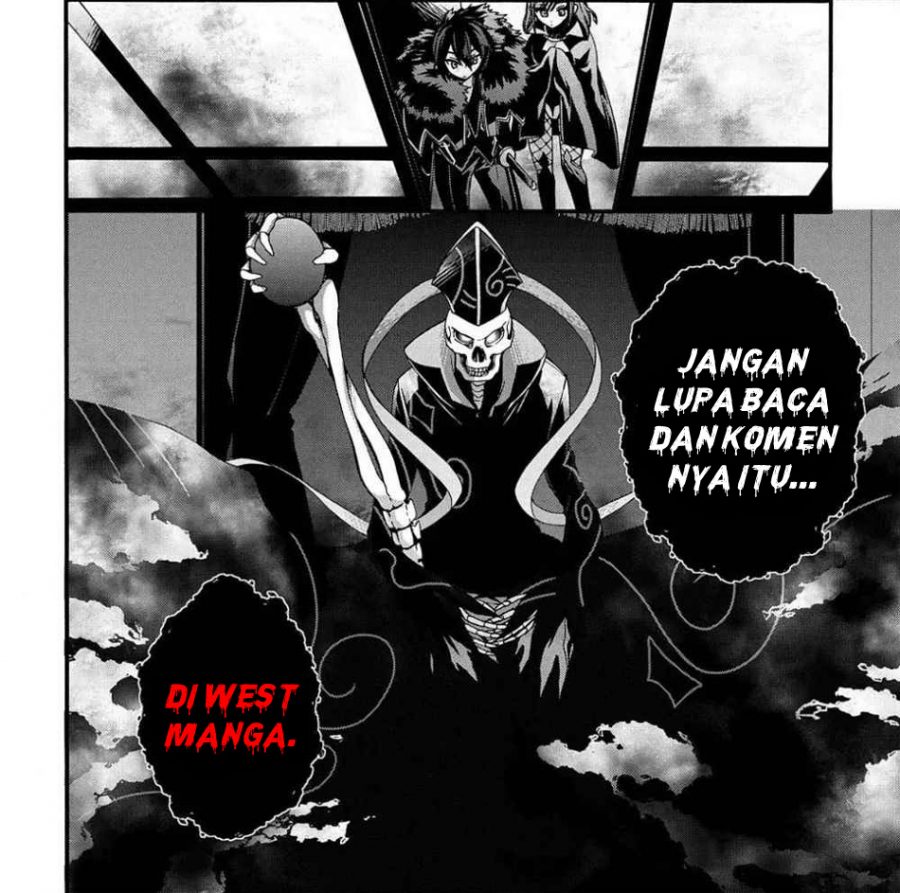 JANGAN
LUPA BACA
DAN KOMEN
NYA ITU...
DI WEST
MANGA.